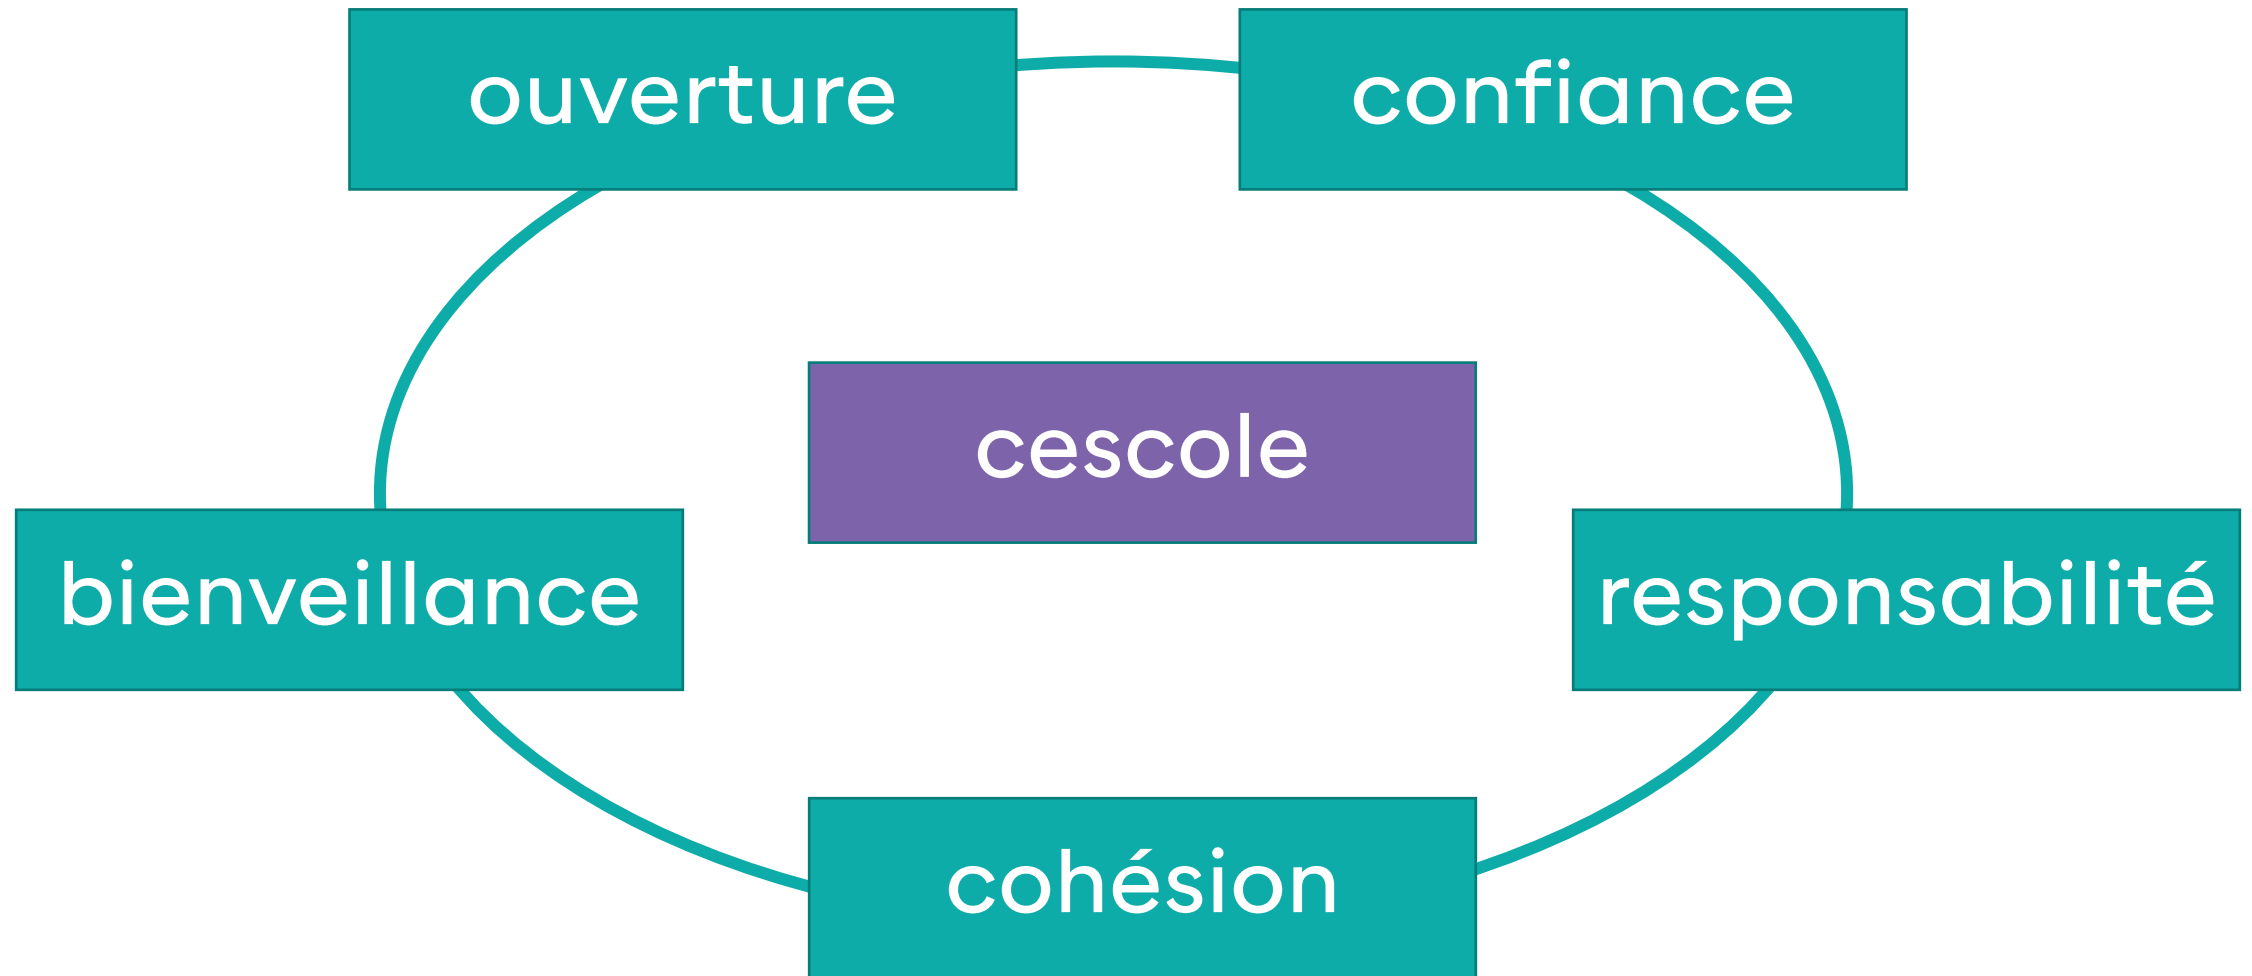 ouverture
confiance
cescole
bienveillance
responsabilité
cohésion